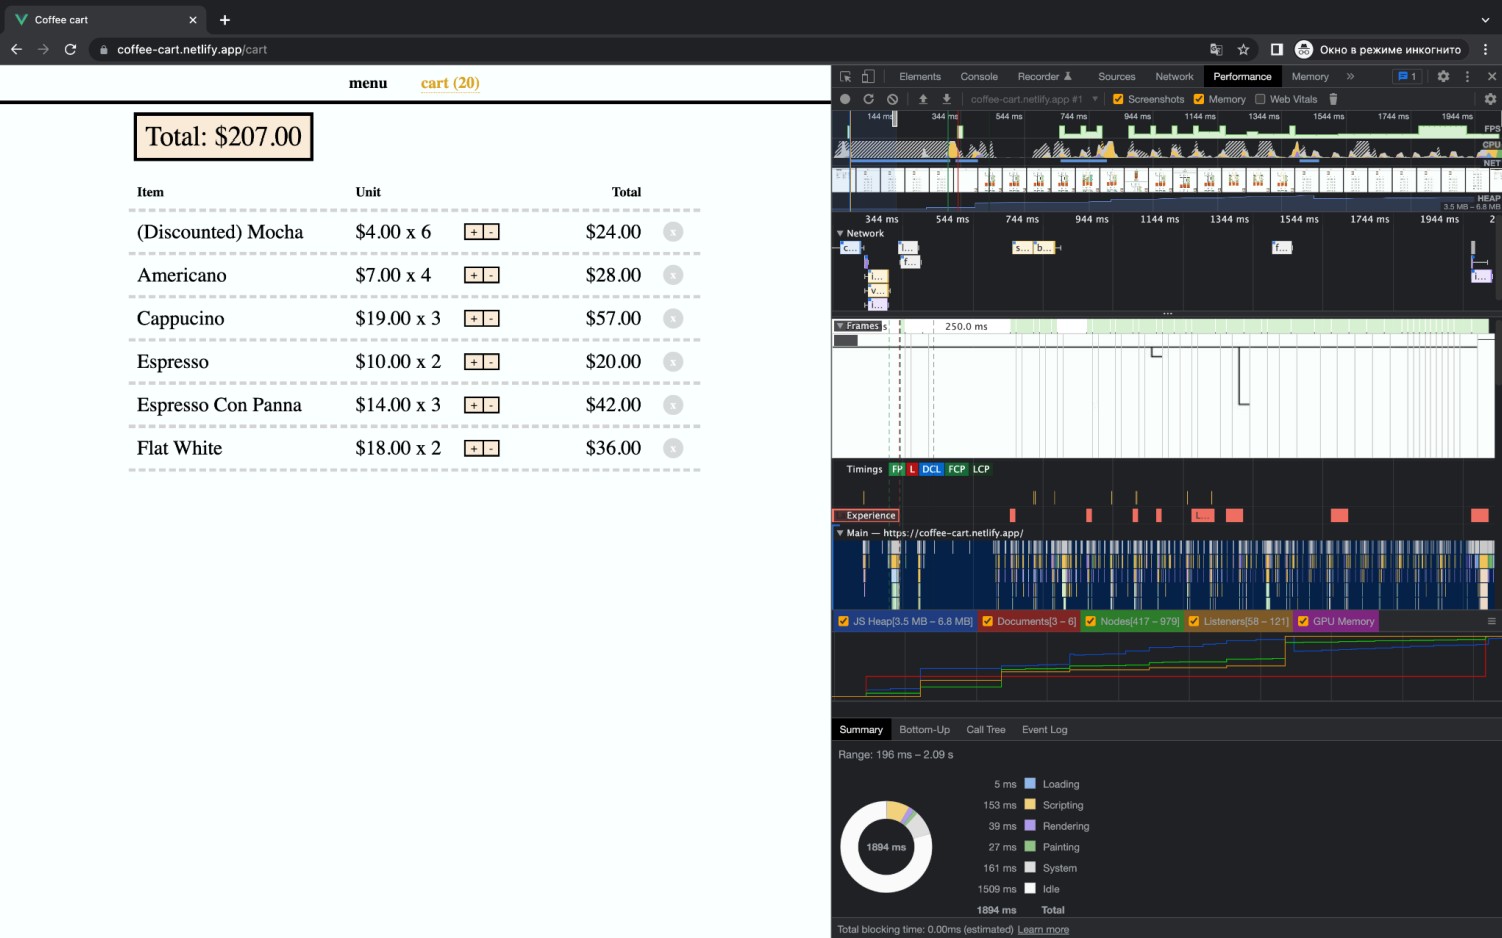 Coffee cart
coffee-cart.netlify.app/cart
Окно в режиме инкогнито
menu
cart (20)
Total: $207.00
Item Unit Total
(Discounted) Mocha $4.00 x 6 + - $24.00 x
Americano $7.00 x 4 + - $28.00 x
Cappucino $19.00 x 3 + - $57.00 x
Espresso $10.00 x 2 + - $20.00 x
Espresso Con Panna $14.00 x 3 + - $42.00 x
Flat White $18.00 x 2 + - $36.00 x
Elements Console Recorder Sources Network Performance Memory » 1
coffee-cart.netlify.app #1 Screenshots Memory Web Vitals
144 ms 344 ms 544 ms 744 ms 944 ms 1144 ms 1344 ms 1544 ms 1744 ms 1944 ms
FPS
CPU
NET
HEAP
3.5 MB – 6.8 MB
344 ms 544 ms 744 ms 944 ms 1144 ms 1344 ms 1544 ms 1744 ms 1944 ms 2
Network
c... l... s... b... f...
f...
i... i...
v...
i...
Frames s 250.0 ms
Timings FP L DCL FCP LCP
Experience L...
Main — https://coffee-cart.netlify.app/
JS Heap[3.5 MB – 6.8 MB] Documents[3 – 6] Nodes[417 – 979] Listeners[58 – 121] GPU Memory
Summary Bottom-Up Call Tree Event Log
Range: 196 ms – 2.09 s
5 ms Loading
153 ms Scripting
39 ms Rendering
1894 ms
27 ms Painting
161 ms System
1509 ms Idle
1894 ms Total
Total blocking time: 0.00ms (estimated) Learn more